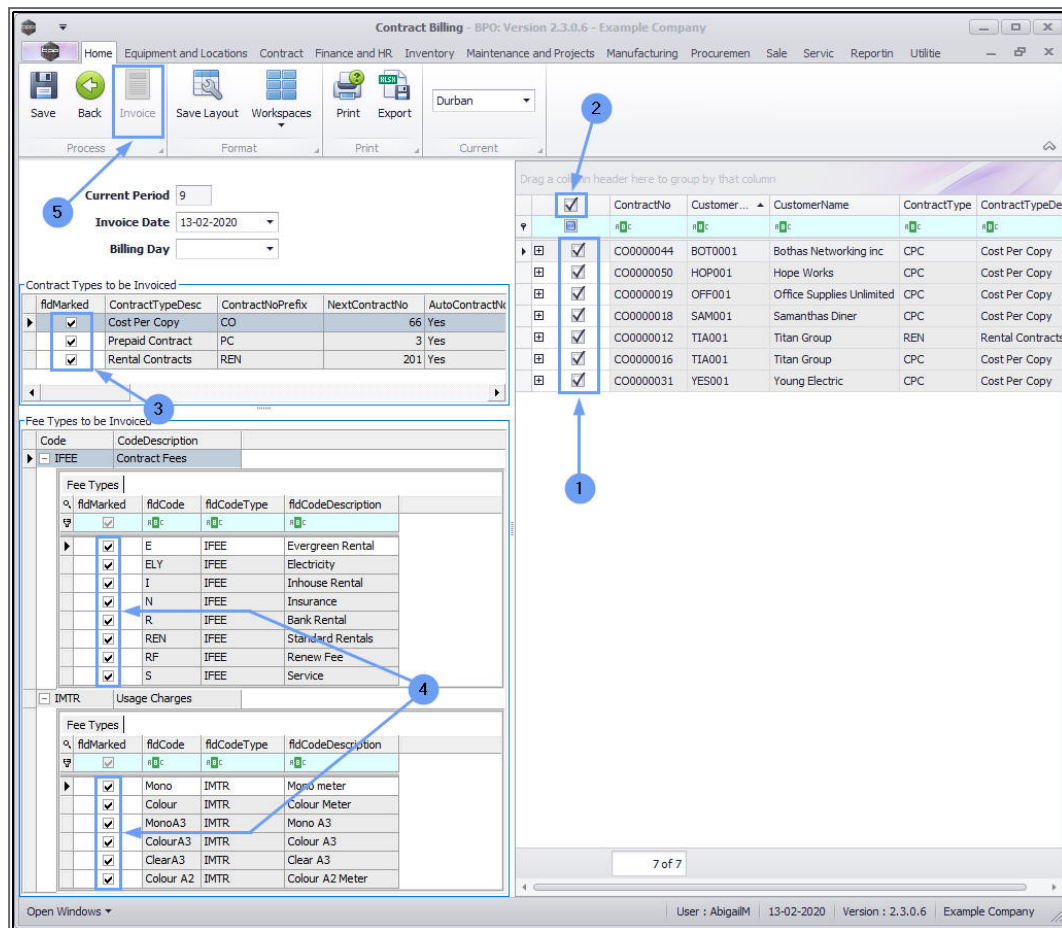 Contract Billing - BPO: Version 2.3.0.6 - Example Company
Home Equipment and Locations Contract Finance and HR Inventory Maintenance and Projects Manufacturing Procuremen Sale Servic Reportin Utilitie
Save Back Invoice Save Layout Workspaces Print Export Durban
Process Format Print Current
2
5
Current Period 9
Invoice Date 13-02-2020
Billing Day
Contract Types to be Invoiced
fldMarked ContractTypeDesc ContractNoPrefix NextContractNo AutoContractNo
Cost Per Copy CO 66 Yes
Prepaid Contract PC 3 Yes
Rental Contracts REN 201 Yes
3
Fee Types to be Invoiced
Code CodeDescription
IFEE Contract Fees
Fee Types
fldMarked fldCode fldCodeType fldCodeDescription
E IFEE Evergreen Rental
ELY IFEE Electricity
I IFEE Inhouse Rental
N IFEE Insurance
R IFEE Bank Rental
REN IFEE Standard Rentals
RF IFEE Renew Fee
S IFEE Service
4
IMTR Usage Charges
Fee Types
fldMarked fldCode fldCodeType fldCodeDescription
Mono IMTR Mono meter
Colour IMTR Colour Meter
MonoA3 IMTR Mono A3
ColourA3 IMTR Colour A3
ClearA3 IMTR Clear A3
Colour A2 IMTR Colour A2 Meter
Drag a column header here to group by that column
ContractNo Customer... CustomerName ContractType ContractTypeDe
CO0000044 BOT0001 Bothas Networking inc CPC Cost Per Copy
CO0000050 HOP001 Hope Works CPC Cost Per Copy
CO0000019 OFF001 Office Supplies Unlimited CPC Cost Per Copy
CO0000018 SAM001 Samanthas Diner CPC Cost Per Copy
CO0000012 TIA001 Titan Group REN Rental Contracts
CO0000016 TIA001 Titan Group CPC Cost Per Copy
CO0000031 YES001 Young Electric CPC Cost Per Copy
1
7 of 7
Open Windows User : AbigailM 13-02-2020 Version : 2.3.0.6 Example Company